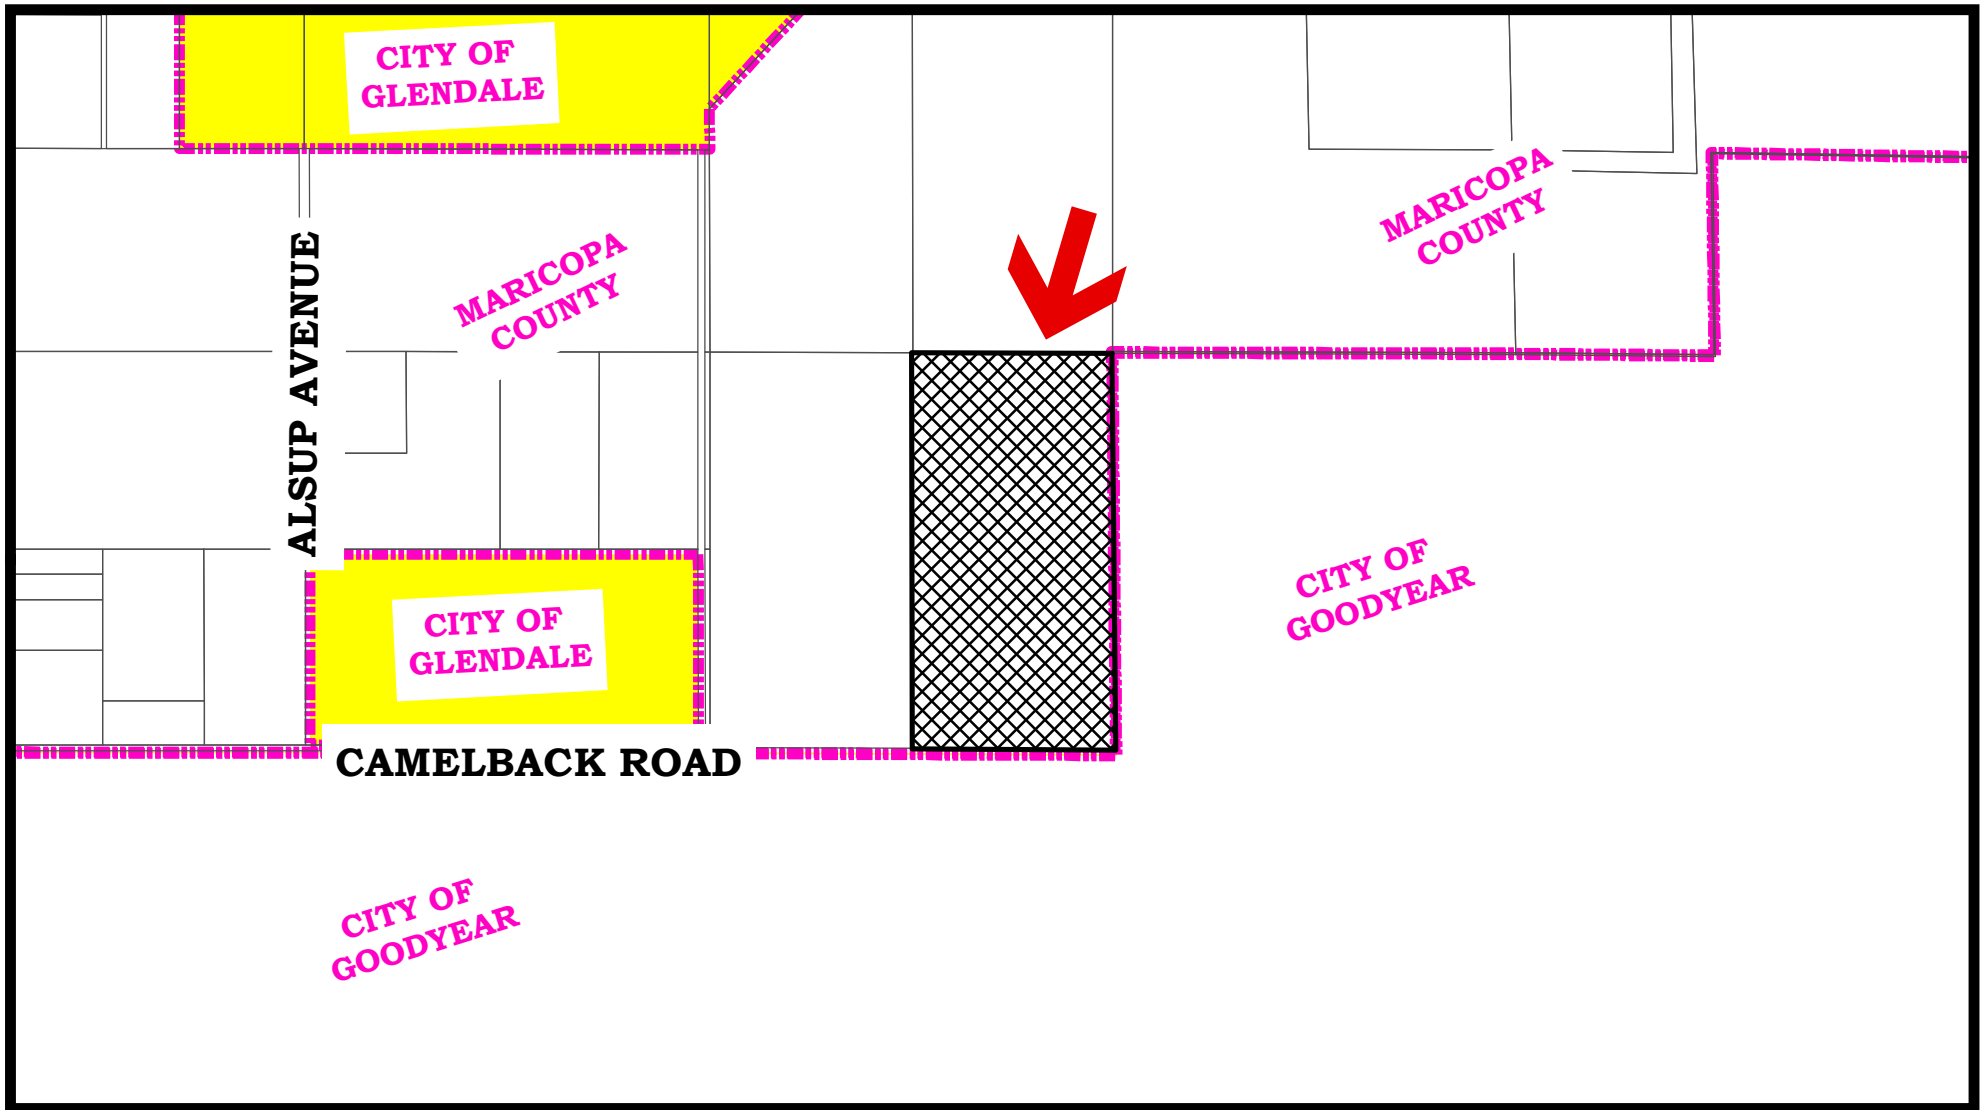 CITY OF
GLENDALE
MARICOPA
COUNTY
ALSUP AVENUE
MARICOPA
COUNTY
CITY OF
GOODYEAR
CITY OF
GLENDALE
CAMELBACK ROAD
CITY OF
GOODYEAR